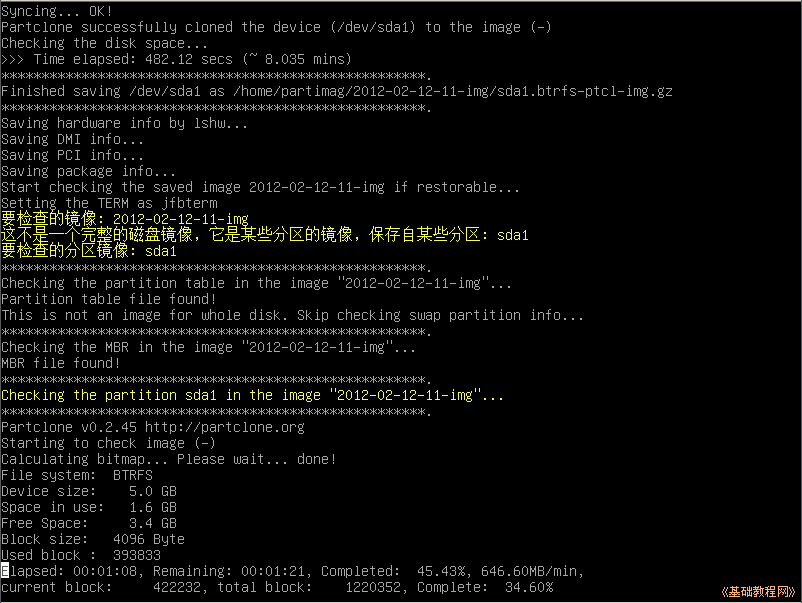 Syncing... OK!
Partclone successfully cloned the device (/dev/sda1) to the image (-)
Checking the disk space...
>>> Time elapsed: 482.12 secs (~ 8.035 mins)
*****************************************************.
Finished saving /dev/sda1 as /home/partimag/2012-02-12-11-img/sda1.btrfs-ptcl-img.gz
*****************************************************.
Saving hardware info by lshw...
Saving DMI info...
Saving PCI info...
Saving package info...
Start checking the saved image 2012-02-12-11-img if restorable...
Setting the TERM as jfbterm
要检查的镜像: 2012-02-12-11-img
这不是一个完整的磁盘镜像, 它是某些分区的镜像, 保存自某些分区: sda1
要检查的分区镜像: sda1
*****************************************************.
Checking the partition table in the image "2012-02-12-11-img"...
Partition table file found!
This is not an image for whole disk. Skip checking swap partition info...
*****************************************************.
Checking the MBR in the image "2012-02-12-11-img"...
MBR file found!
*****************************************************.
Checking the partition sda1 in the image "2012-02-12-11-img"...
*****************************************************.
Partclone v0.2.45 http://partclone.org
Starting to check image (-)
Calculating bitmap... Please wait... done!
File system:  BTRFS
Device size:    5.0 GB
Space in use:   1.6 GB
Free Space:     3.4 GB
Block size:   4096 Byte
Used block :  393833
Elapsed: 00:01:08, Remaining: 00:01:21, Completed:  45.43%, 646.60MB/min,
current block:     422232, total block:    1220352, Complete:  34.60%
《基础教程网》